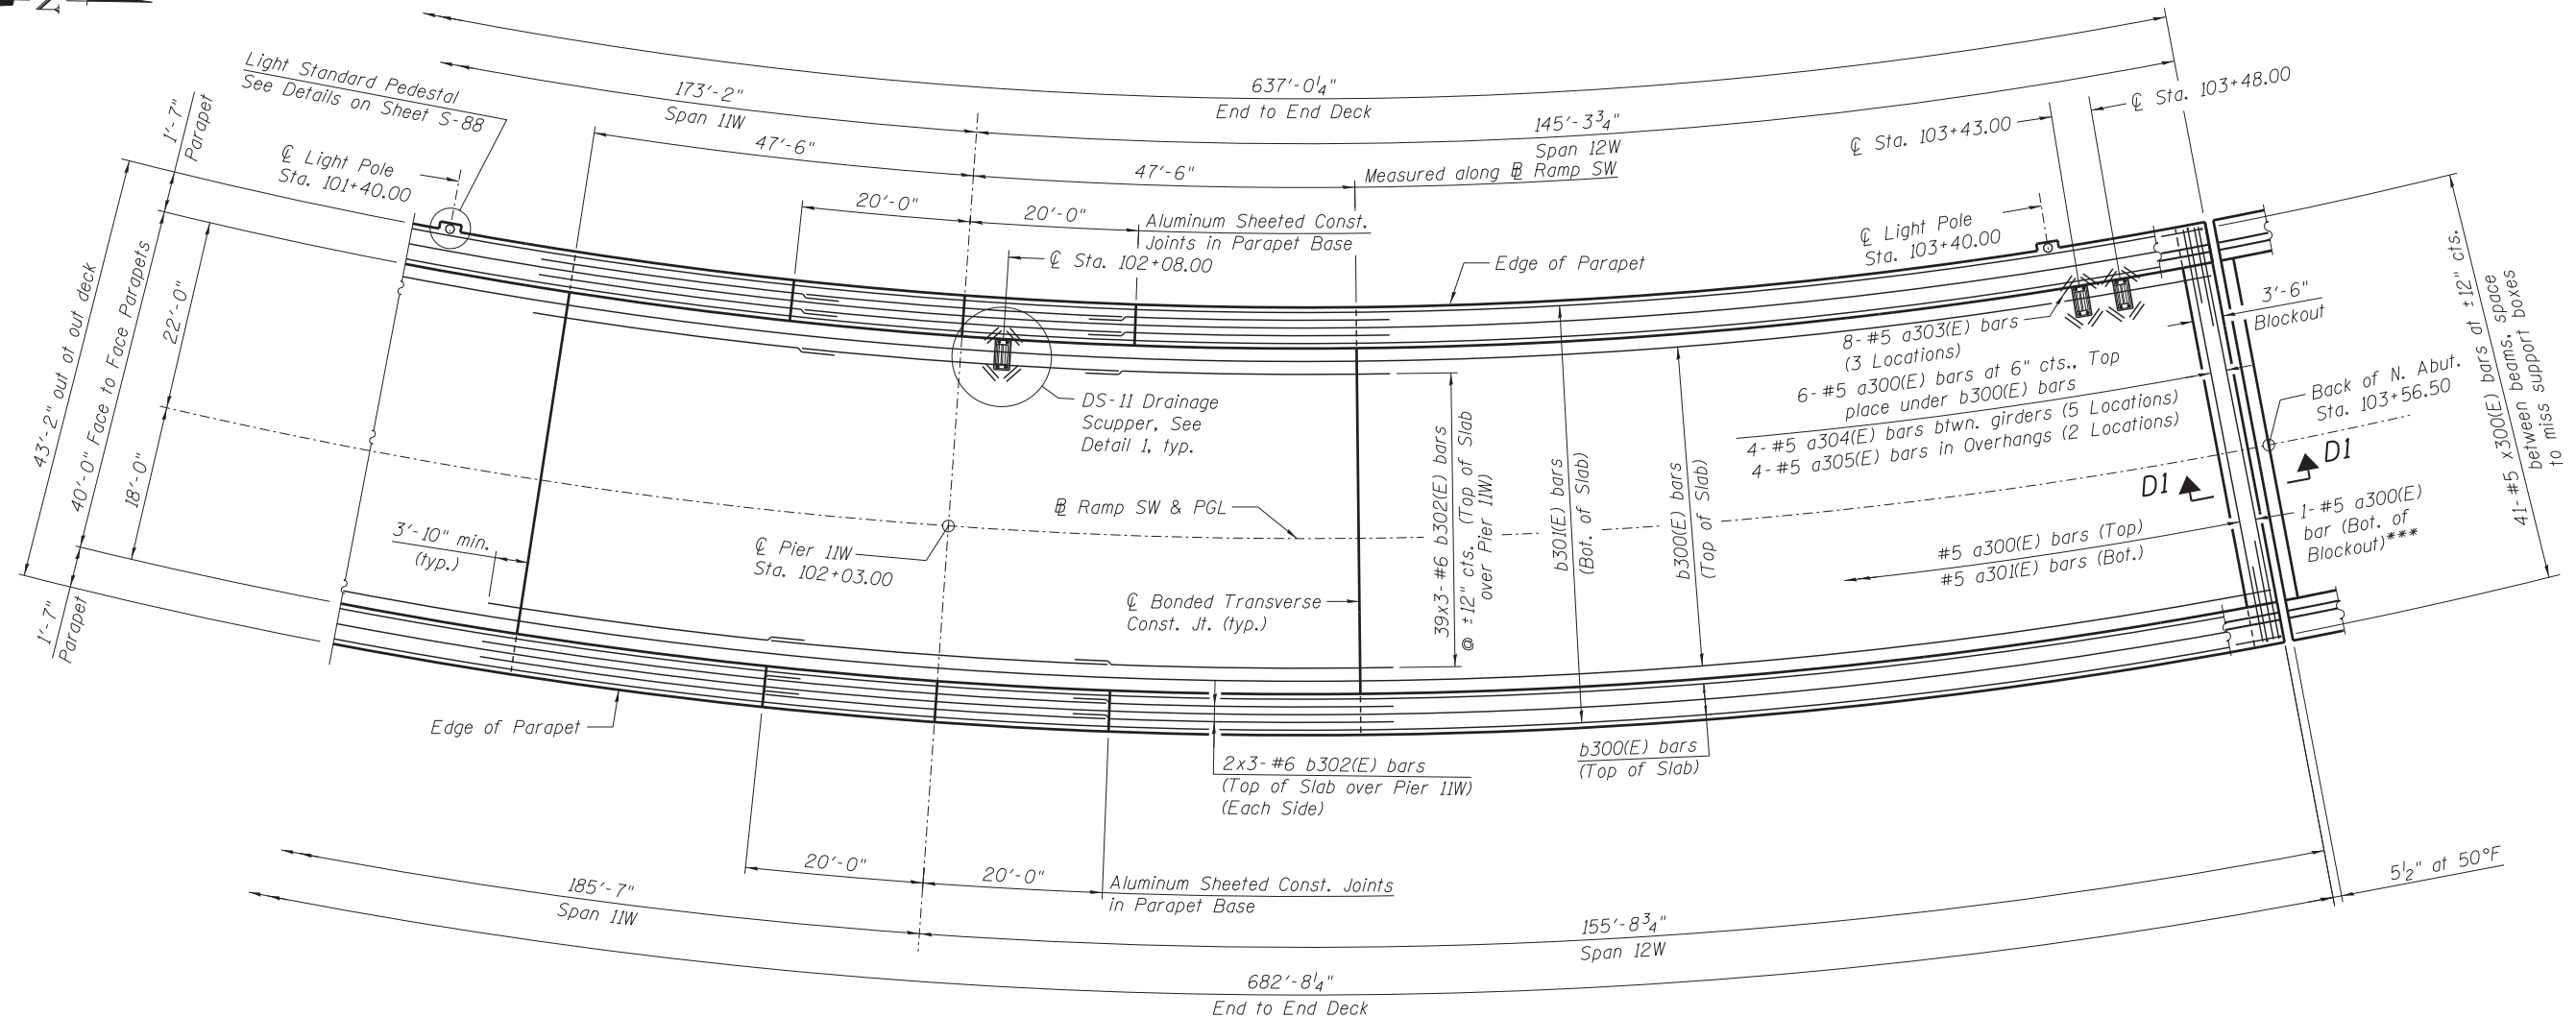 N
637'-0¼"
End to End Deck
173'-2"
Span 11W
145'-3¾"
Span 12W
47'-6"
47'-6"
Measured along ℄ Ramp SW
20'-0"
20'-0"
Aluminum Sheeted Const.
Joints in Parapet Base
Light Standard Pedestal
See Details on Sheet S-88
1'-7"
Parapet
℄ Light Pole
Sta. 101+40.00
43'-2" out ot out deck
40'-0" Face to Face Parapets
22'-0"
18'-0"
1'-7"
Parapet
℄ Sta. 102+08.00
Edge of Parapet
℄ Sta. 103+43.00
℄ Sta. 103+48.00
℄ Light Pole
Sta. 103+40.00
3'-6"
Blockout
41-#5 x300(E) bars at ±12" cts.
between beams, space
to miss support boxes
8-#5 a303(E) bars
(3 Locations)
6-#5 a300(E) bars at 6" cts., Top
place under b300(E) bars
4-#5 a304(E) bars btwn. girders (5 Locations)
4-#5 a305(E) bars in Overhangs (2 Locations)
Back of N. Abut.
Sta. 103+56.50
D1
D1
1-#5 a300(E)
bar (Bot. of
Blockout)***
#5 a300(E) bars (Top)
#5 a301(E) bars (Bot.)
DS-11 Drainage
Scupper, See
Detail 1, typ.
℄ Ramp SW & PGL
℄ Pier 11W
Sta. 102+03.00
3'-10" min.
(typ.)
℄ Bonded Transverse
Const. Jt. (typ.)
39x3-#6 b302(E) bars
@ ±12" cts. (Top of Slab
over Pier 11W)
b301(E) bars
(Bot. of Slab)
b300(E) bars
(Top of Slab)
Edge of Parapet
2x3-#6 b302(E) bars
(Top of Slab over Pier 11W)
(Each Side)
b300(E) bars
(Top of Slab)
20'-0"
20'-0"
Aluminum Sheeted Const. Joints
in Parapet Base
185'-7"
Span 11W
155'-8¾"
Span 12W
682'-8¼"
End to End Deck
5½" at 50°F